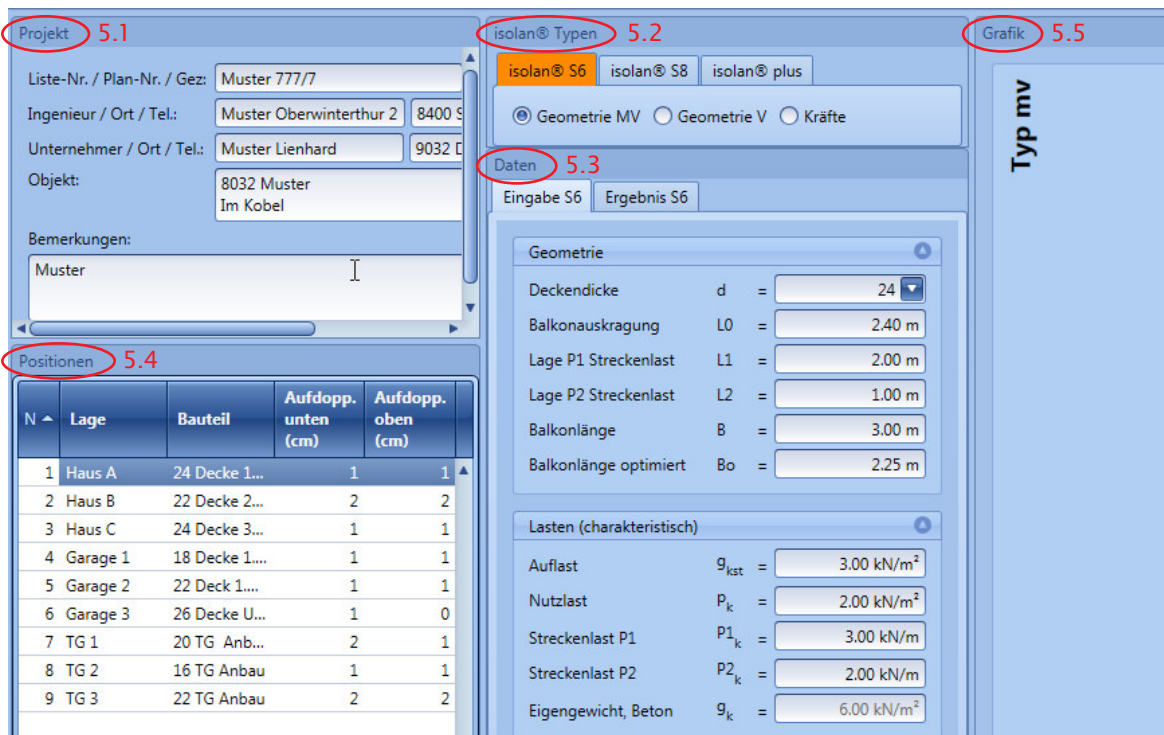 Projekt 5.1
Liste-Nr. / Plan-Nr. / Gez: Muster 777/7
Ingenieur / Ort / Tel.: Muster Oberwinterthur 2 8400 S
Unternehmer / Ort / Tel.: Muster Lienhard 9032 D
Objekt: 8032 Muster
Im Kobel
Bemerkungen:
Muster
Positionen 5.4
N Lage Bauteil Aufdopp. unten (cm) Aufdopp. oben (cm)
1 Haus A 24 Decke 1... 1 1
2 Haus B 22 Decke 2... 2 2
3 Haus C 24 Decke 3... 1 1
4 Garage 1 18 Decke 1.... 1 1
5 Garage 2 22 Deck 1.... 1 1
6 Garage 3 26 Decke U... 1 0
7 TG 1 20 TG Anb... 2 1
8 TG 2 16 TG Anbau 1 1
9 TG 3 22 TG Anbau 2 2
isolan® Typen 5.2
isolan® S6 isolan® S8 isolan® plus
Geometrie MV Geometrie V Kräfte
Daten 5.3
Eingabe S6 Ergebnis S6
Geometrie
Deckendicke d = 24
Balkonauskragung L0 = 2.40 m
Lage P1 Streckenlast L1 = 2.00 m
Lage P2 Streckenlast L2 = 1.00 m
Balkonlänge B = 3.00 m
Balkonlänge optimiert Bo = 2.25 m
Lasten (charakteristisch)
Auflast gkst = 3.00 kN/m²
Nutzlast Pk = 2.00 kN/m²
Streckenlast P1 P1k = 3.00 kN/m
Streckenlast P2 P2k = 2.00 kN/m
Eigengewicht, Beton gk = 6.00 kN/m²
Grafik 5.5
Typ mv